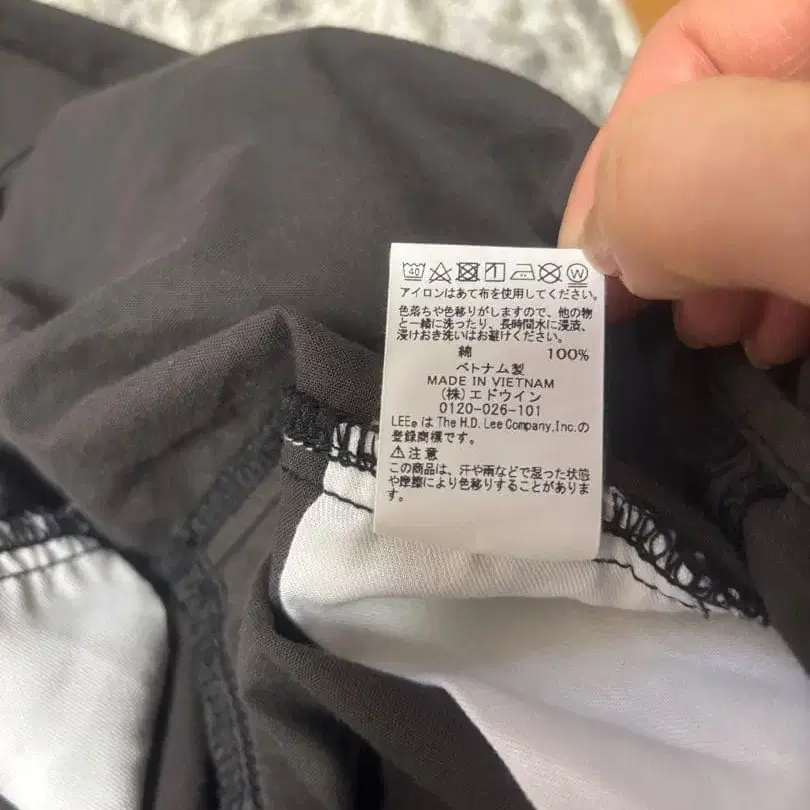 40 W
アイロンはあて布を使用してください。
色落ちや色移りがしますので、他の物
と一緒に洗ったり、長時間水に浸漬、
浸けおき洗いはお避けください。
綿 100%
ベトナム製
MADE IN VIETNAM
(株)エドウイン
0120-026-101
LEE® は The H.D. Lee Company,Inc.の
登録商標です。
⚠注意
この商品は、汗や雨などで湿った状態
や摩擦により色移りすることがありま
す。